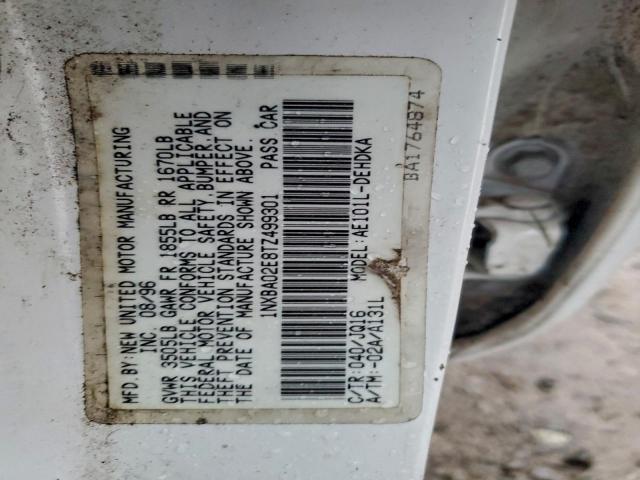 MFD.BY:NEW UNITED MOTOR MANUFACTURING
INC. 08/96
GVWR 3505LB GAWR FR 1855LB RR 1670LB
THIS VEHICLE CONFORMS TO ALL APPLICABLE
FEDERAL MOTOR VEHICLE SAFETY,BUMPER,AND
THEFT PREVENTION STANDARDS IN EFFECT ON
THE DATE OF MANUFACTURE SHOWN ABOVE.
1NXBA02E8TZ499301 PASS CAR
MODEL:AE101L-DEHDKA
C/TR:040/JQ16
A/TM:-02A/A131L
BA1764874